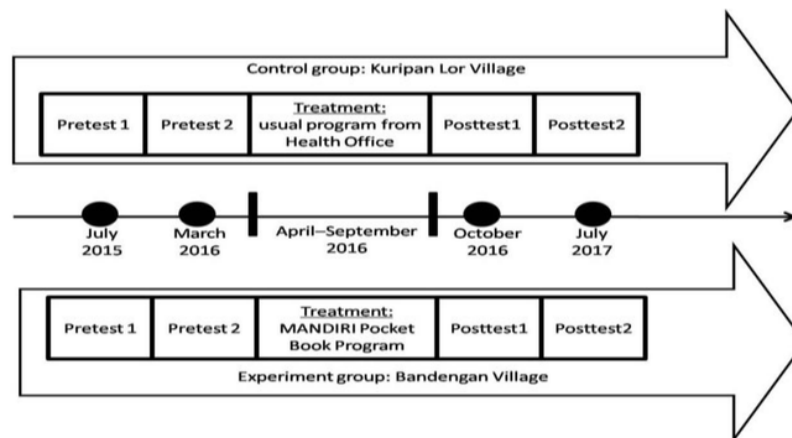 Control group: Kuripan Lor Village
Pretest 1
Pretest 2
Treatment:
usual program from
Health Office
Posttest1
Posttest2
July
2015
March
2016
April–September
2016
October
2016
July
2017
Pretest 1
Pretest 2
Treatment:
MANDIRI Pocket
Book Program
Posttest1
Posttest2
Experiment group: Bandengan Village